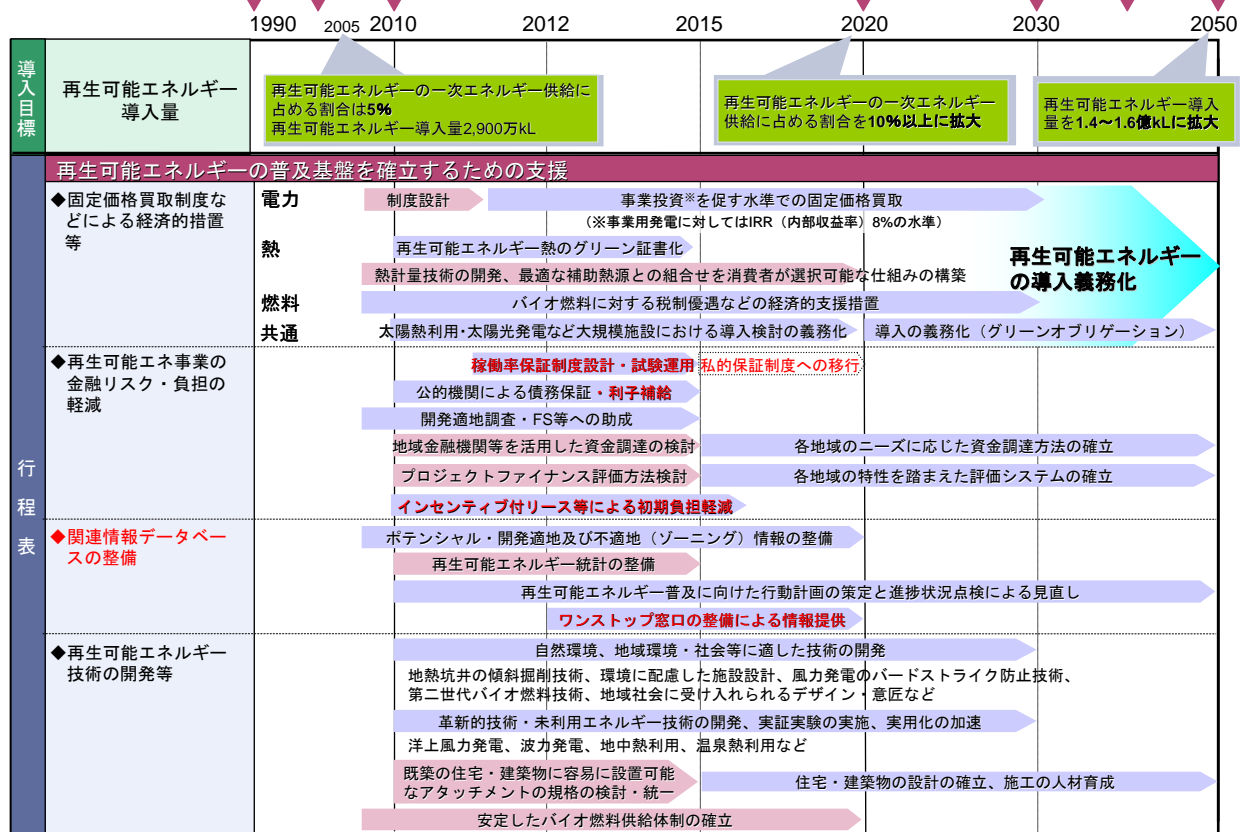 1990
2005
2010
2012
2015
2020
2030
2050
導入目標
再生可能エネルギー
導入量
再生可能エネルギーの一次エネルギー供給に
占める割合は5%
再生可能エネルギー導入量2,900万kL
再生可能エネルギーの一次エネルギー
供給に占める割合を10%以上に拡大
再生可能エネルギー導入
量を1.4～1.6億kLに拡大
行程表
再生可能エネルギーの普及基盤を確立するための支援
◆固定価格買取制度な
どによる経済的措置
等
電力
制度設計
事業投資※を促す水準での固定価格買取
（※事業用発電に対してはIRR（内部収益率）8%の水準）
熱
再生可能エネルギー熱のグリーン証書化
熱計量技術の開発、最適な補助熱源との組合せを消費者が選択可能な仕組みの構築
燃料
バイオ燃料に対する税制優遇などの経済的支援措置
共通
太陽熱利用・太陽光発電など大規模施設における導入検討の義務化
導入の義務化（グリーンオブリゲーション）
再生可能エネルギー
の導入義務化
◆再生可能エネ事業の
金融リスク・負担の
軽減
稼働率保証制度設計・試験運用
私的保証制度への移行
公的機関による債務保証・利子補給
開発適地調査・FS等への助成
地域金融機関等を活用した資金調達の検討
各地域のニーズに応じた資金調達方法の確立
プロジェクトファイナンス評価方法検討
各地域の特性を踏まえた評価システムの確立
インセンティブ付リース等による初期負担軽減
◆関連情報データベー
スの整備
ポテンシャル・開発適地及び不適地（ゾーニング）情報の整備
再生可能エネルギー統計の整備
再生可能エネルギー普及に向けた行動計画の策定と進捗状況点検による見直し
ワンストップ窓口の整備による情報提供
◆再生可能エネルギー
技術の開発等
自然環境、地域環境・社会等に適した技術の開発
地熱坑井の傾斜掘削技術、環境に配慮した施設設計、風力発電のバードストライク防止技術、
第二世代バイオ燃料技術、地域社会に受け入れられるデザイン・意匠など
革新的技術・未利用エネルギー技術の開発、実証実験の実施、実用化の加速
洋上風力発電、波力発電、地中熱利用、温泉熱利用など
既築の住宅・建築物に容易に設置可能
なアタッチメントの規格の検討・統一
住宅・建築物の設計の確立、施工の人材育成
安定したバイオ燃料供給体制の確立